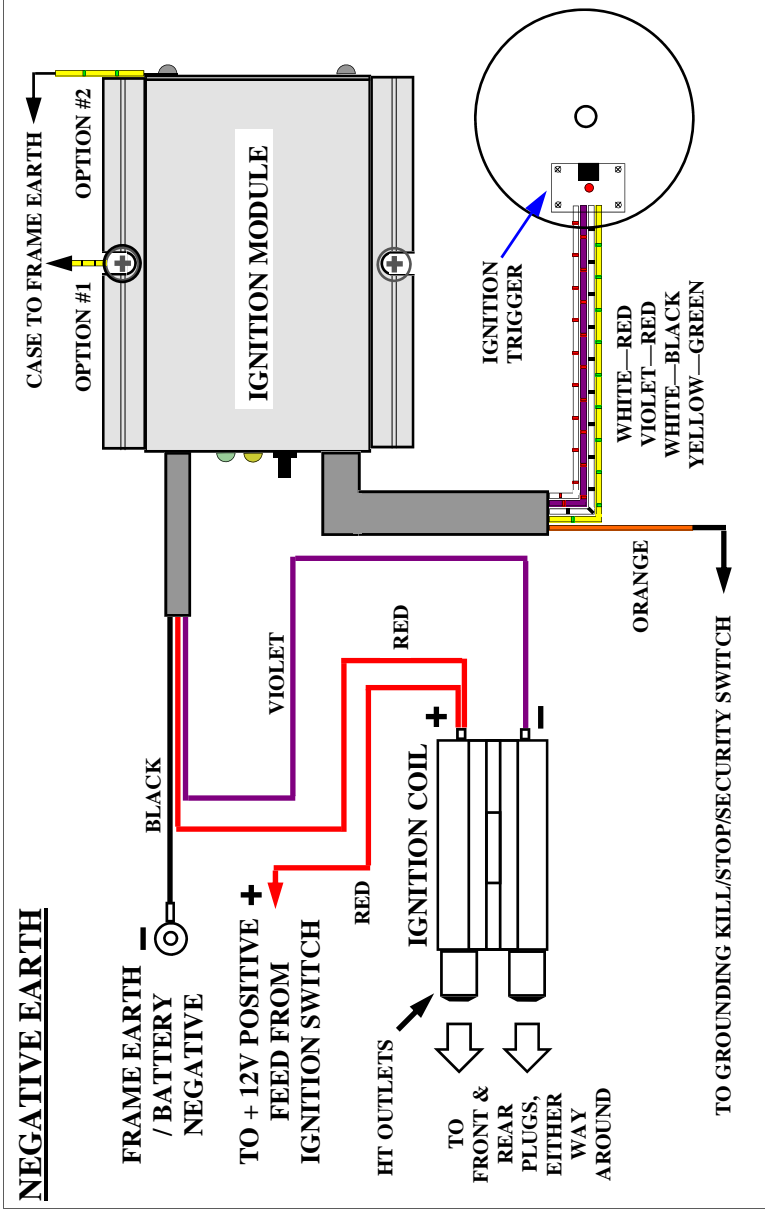 NEGATIVE EARTH
FRAME EARTH
/ BATTERY
NEGATIVE
−
BLACK
TO + 12V POSITIVE +
FEED FROM
IGNITION SWITCH
RED
VIOLET
RED
HT OUTLETS
IGNITION COIL
+
−
TO
FRONT &
REAR
PLUGS,
EITHER
WAY
AROUND
TO GROUNDING KILL/STOP/SECURITY SWITCH
ORANGE
CASE TO FRAME EARTH
OPTION #1
OPTION #2
IGNITION MODULE
IGNITION
TRIGGER
WHITE—RED
VIOLET—RED
WHITE—BLACK
YELLOW—GREEN